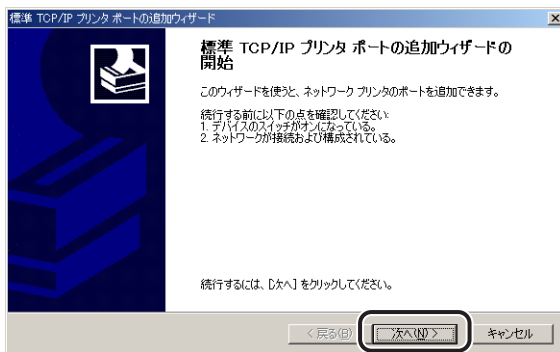 標準 TCP/IP プリンタ ポートの追加ウィザード
標準 TCP/IP プリンタ ポートの追加ウィザードの
開始
このウィザードを使うと、ネットワーク プリンタのポートを追加できます。
続行する前に以下の点を確認してください:
1. デバイスのスイッチがオンになっている。
2. ネットワークが接続および構成されている。
続行するには、[次へ] をクリックしてください。
< 戻る(B) 次へ(N) > キャンセル